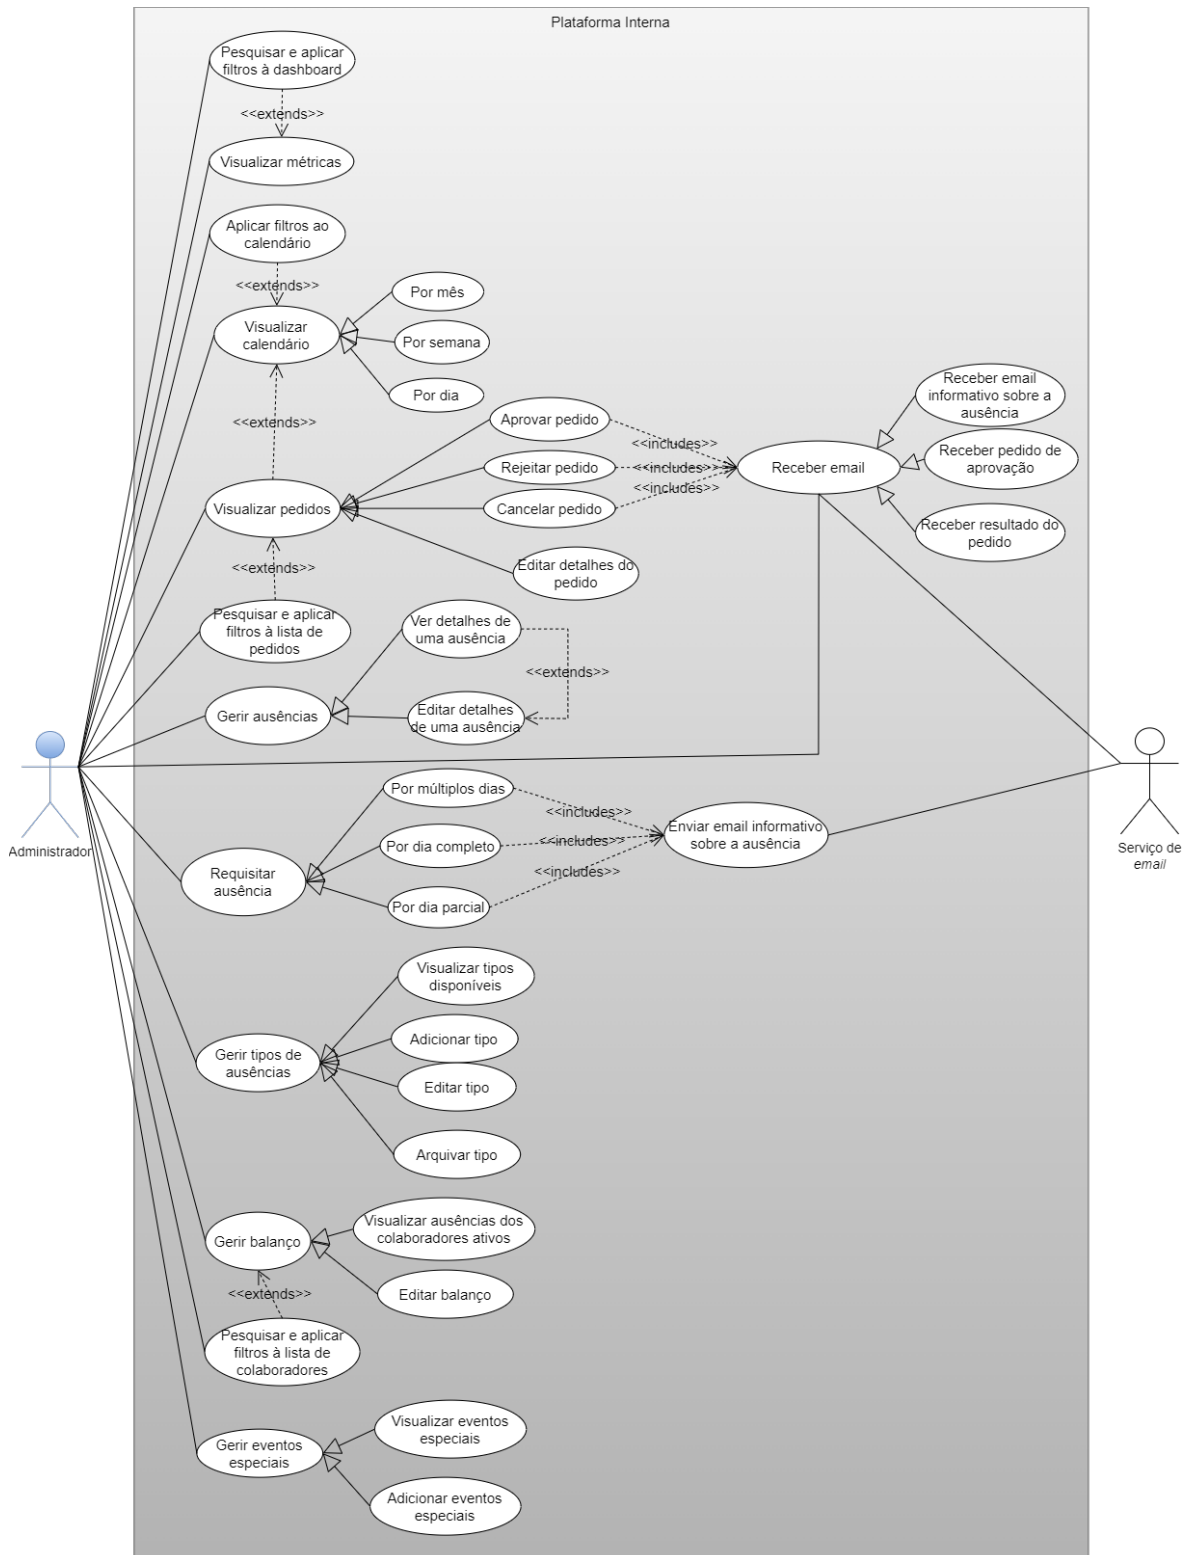 Plataforma Interna
Pesquisar e aplicar
filtros à dashboard
<<extends>>
Visualizar métricas
Aplicar filtros ao
calendário
<<extends>>
Visualizar
calendário
Por mês
Por semana
Por dia
<<extends>>
Aprovar pedido
Rejeitar pedido
Cancelar pedido
Editar detalhes do
pedido
<<includes>>
<<includes>>
<<includes>>
Receber email
Receber email
informativo sobre a
ausência
Receber pedido de
aprovação
Receber resultado do
pedido
Visualizar pedidos
<<extends>>
Pesquisar e aplicar
filtros à lista de
pedidos
Ver detalhes de
uma ausência
<<extends>>
Gerir ausências
Editar detalhes
de uma ausência
Administrador
Serviço de
email
Por múltiplos dias
Por dia completo
Por dia parcial
<<includes>>
<<includes>>
<<includes>>
Enviar email informativo
sobre a ausência
Requisitar
ausência
Visualizar tipos
disponíveis
Adicionar tipo
Editar tipo
Arquivar tipo
Gerir tipos de
ausências
Visualizar ausências dos
colaboradores ativos
Gerir balanço
Editar balanço
<<extends>>
Pesquisar e aplicar
filtros à lista de
colaboradores
Visualizar eventos
especiais
Gerir eventos
especiais
Adicionar eventos
especiais